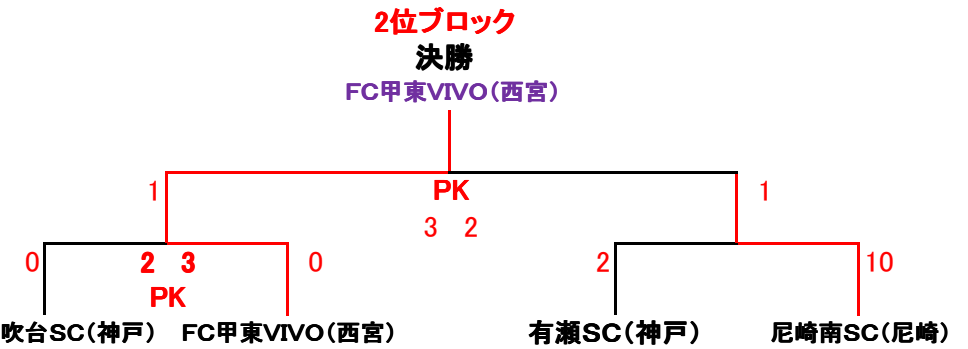 2位ブロック
決勝
FC甲東VIVO（西宮）
1 PK 1
3 2
0 2 3 0 2 10
PK
吹台SC（神戸） FC甲東VIVO（西宮） 有瀬SC（神戸） 尼崎南SC（尼崎）